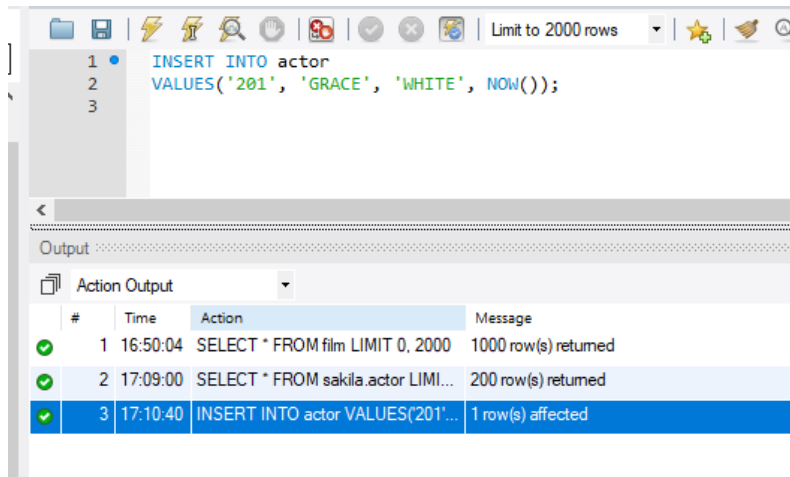 Limit to 2000 rows
1 INSERT INTO actor
2 VALUES('201', 'GRACE', 'WHITE', NOW());
3
Output
Action Output
# Time Action Message
1 16:50:04 SELECT * FROM film LIMIT 0, 2000 1000 row(s) returned
2 17:09:00 SELECT * FROM sakila.actor LIMI... 200 row(s) returned
3 17:10:40 INSERT INTO actor VALUES('201'... 1 row(s) affected